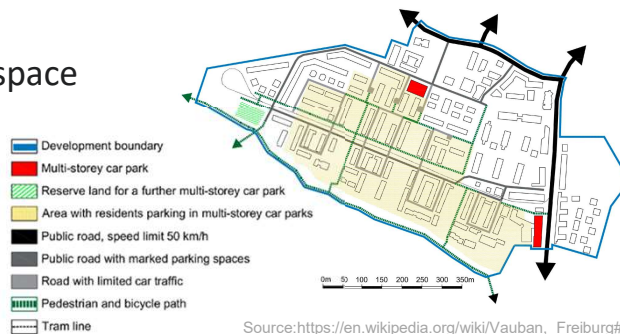 space
Development boundary
Multi-storey car park
Reserve land for a further multi-storey car park
Area with residents parking in multi-storey car parks
Public road, speed limit 50 km/h
Public road with marked parking spaces
Road with limited car traffic
Pedestrian and bicycle path
Tram line
0m 50 100 150 200 250 300 350m
Source:https://en.wikipedia.org/wiki/Vauban,_Freiburg#